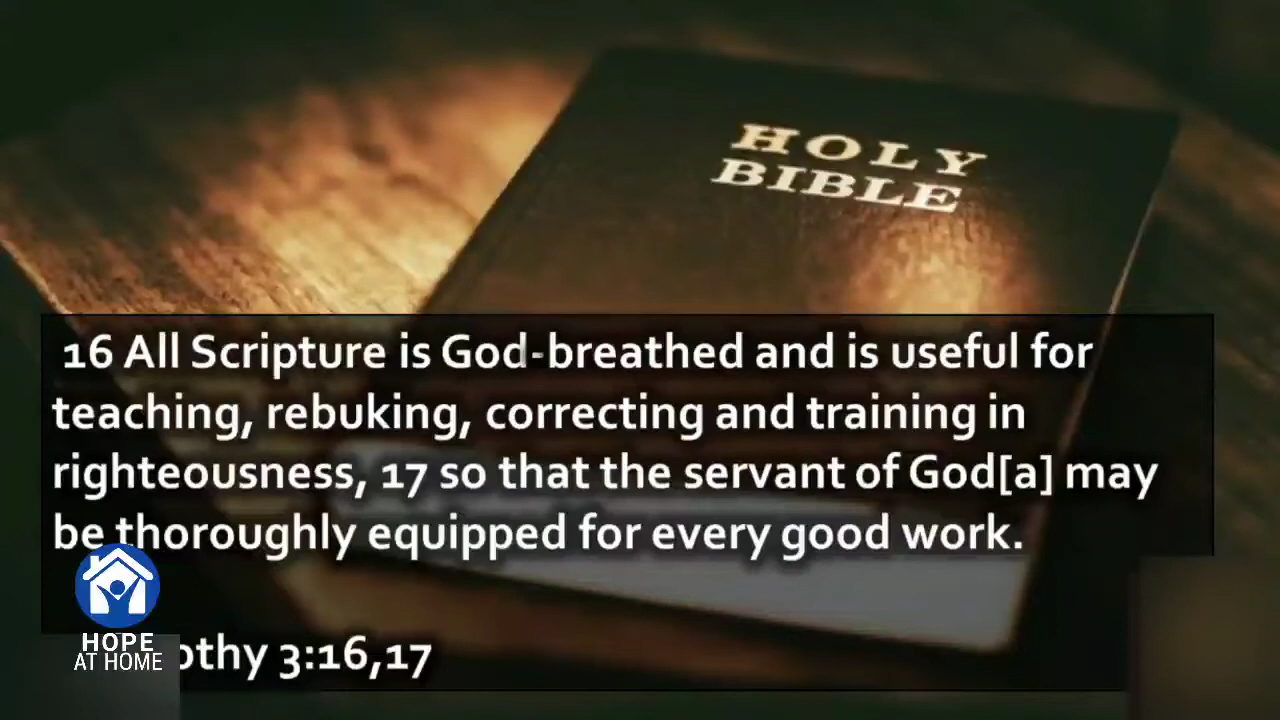 HOLY
BIBLE
16 All Scripture is God-breathed and is useful for
teaching, rebuking, correcting and training in
righteousness, 17 so that the servant of God[a] may
be thoroughly equipped for every good work.
HOPE
AT HOME
othy 3:16,17